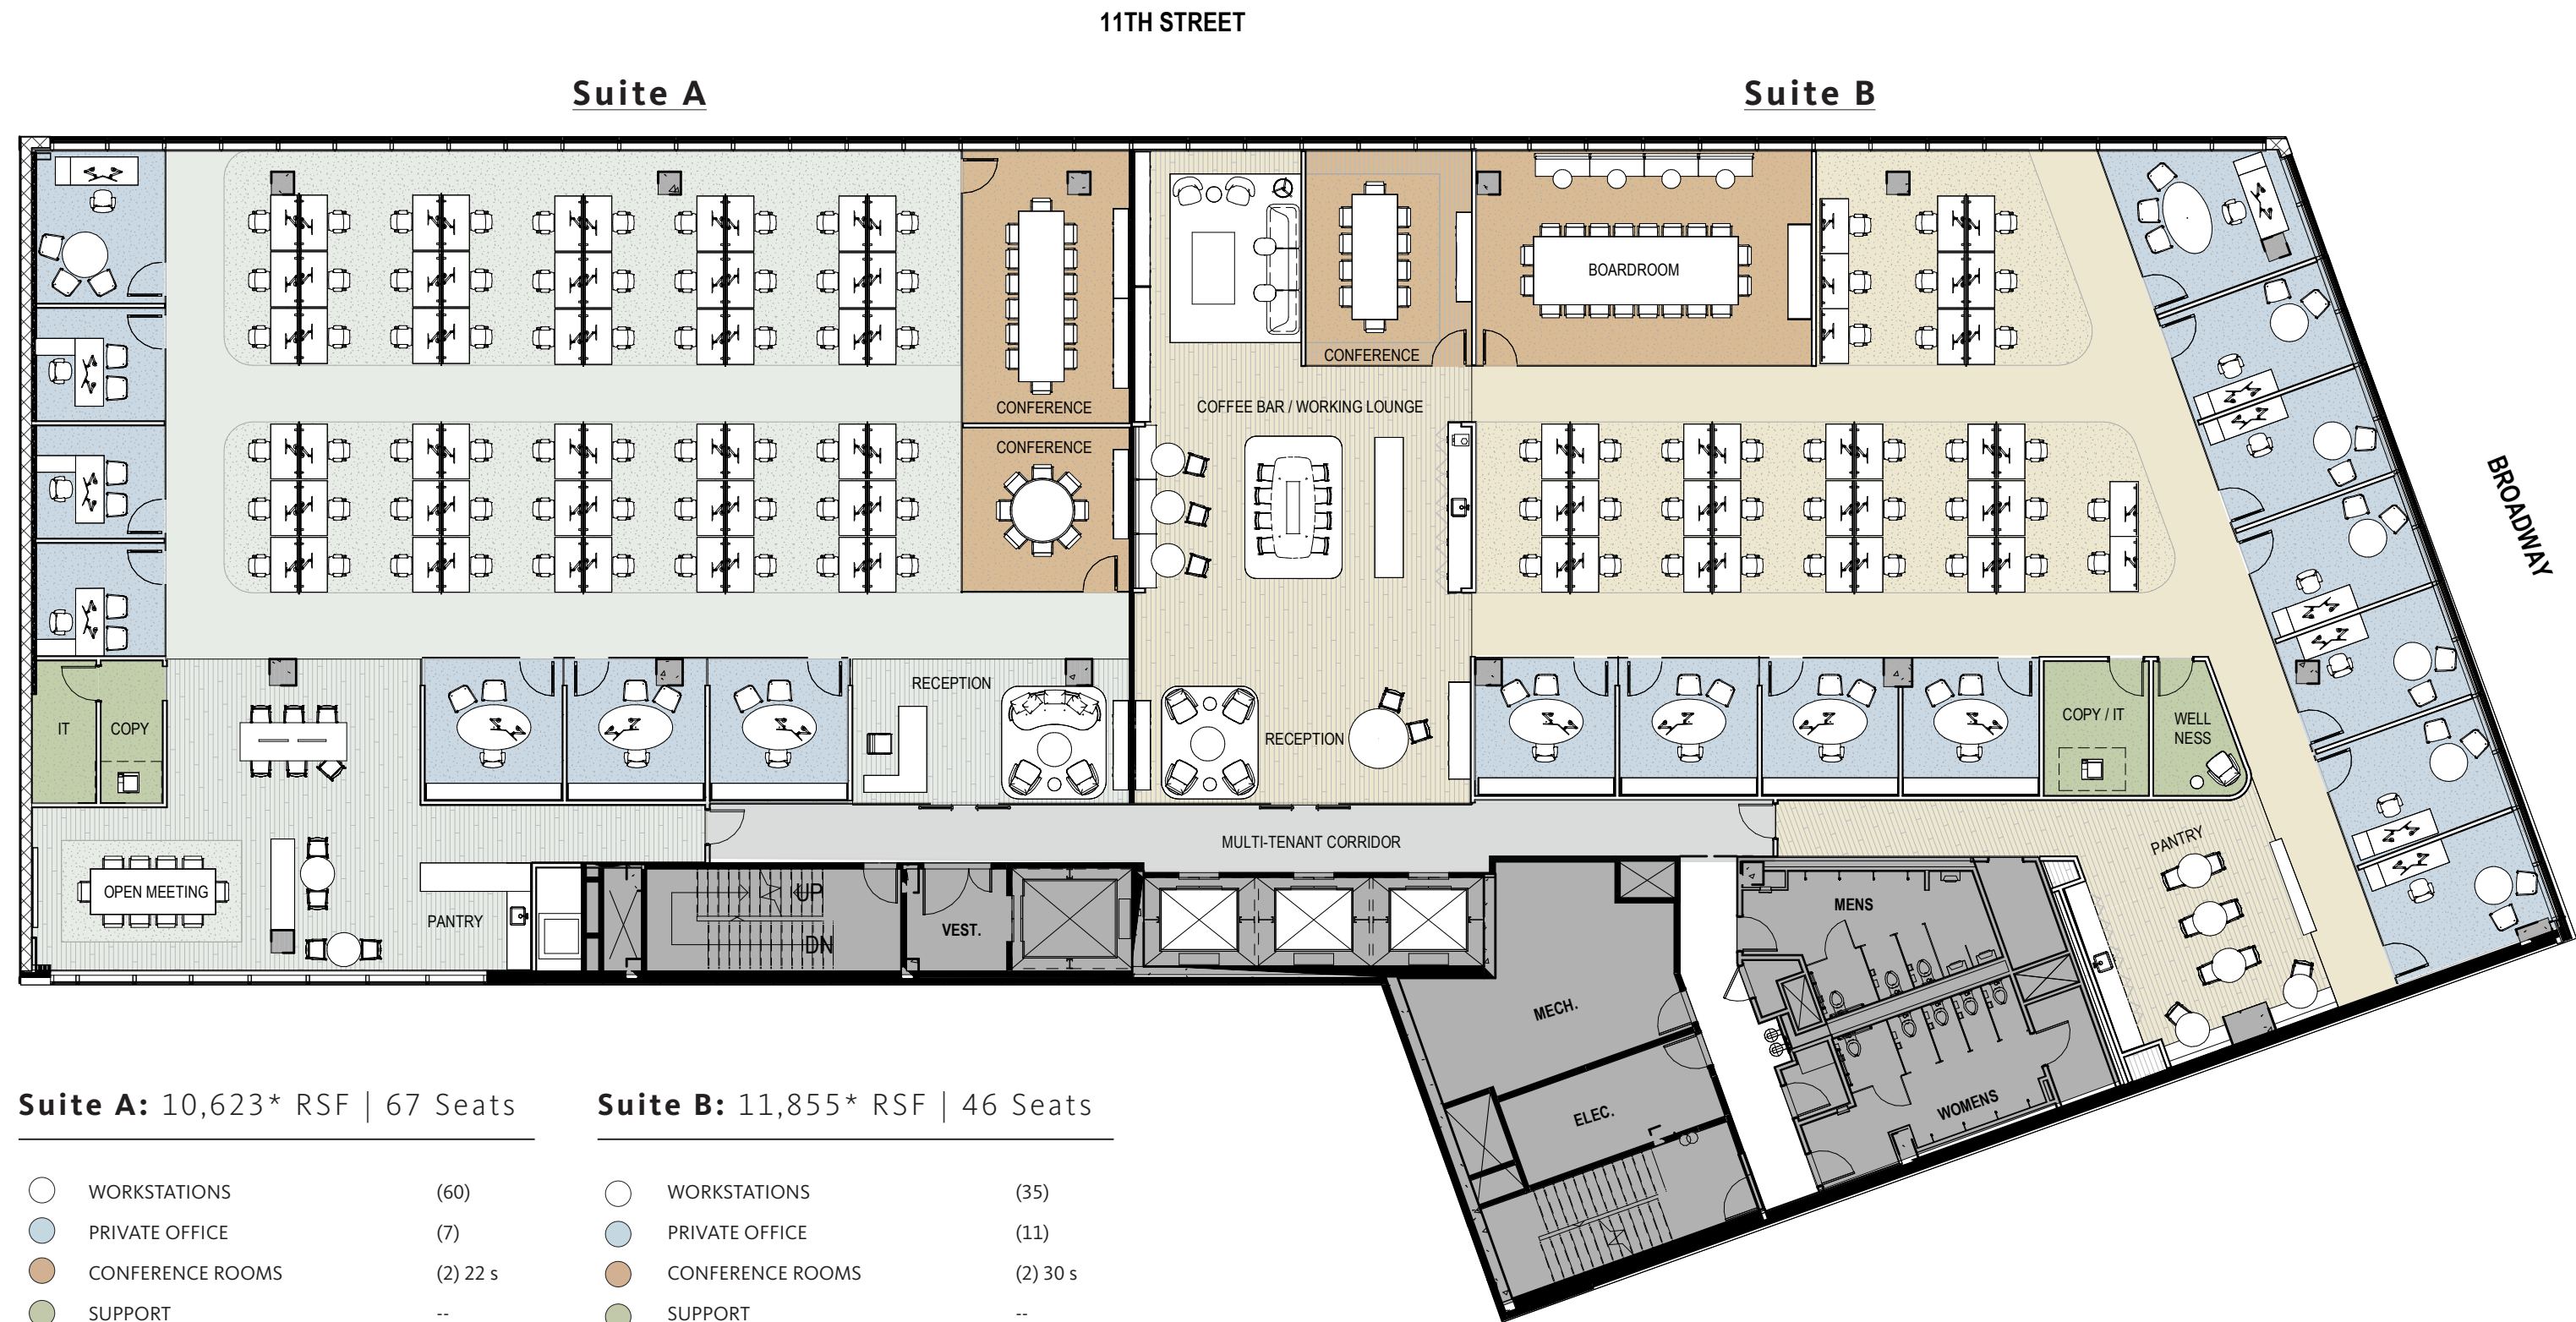 11TH STREET
Suite A
Suite B
BOARDROOM
CONFERENCE
CONFERENCE
COFFEE BAR / WORKING LOUNGE
CONFERENCE
BROADWAY
RECEPTION
IT
COPY
RECEPTION
COPY / IT
WELL
NESS
MULTI-TENANT CORRIDOR
PANTRY
OPEN MEETING
PANTRY
UP
DN
VEST.
MENS
MECH.
ELEC.
WOMENS
Suite A: 10,623* RSF | 67 Seats
WORKSTATIONS (60)
PRIVATE OFFICE (7)
CONFERENCE ROOMS (2) 22 s
SUPPORT --
Suite B: 11,855* RSF | 46 Seats
WORKSTATIONS (35)
PRIVATE OFFICE (11)
CONFERENCE ROOMS (2) 30 s
SUPPORT --